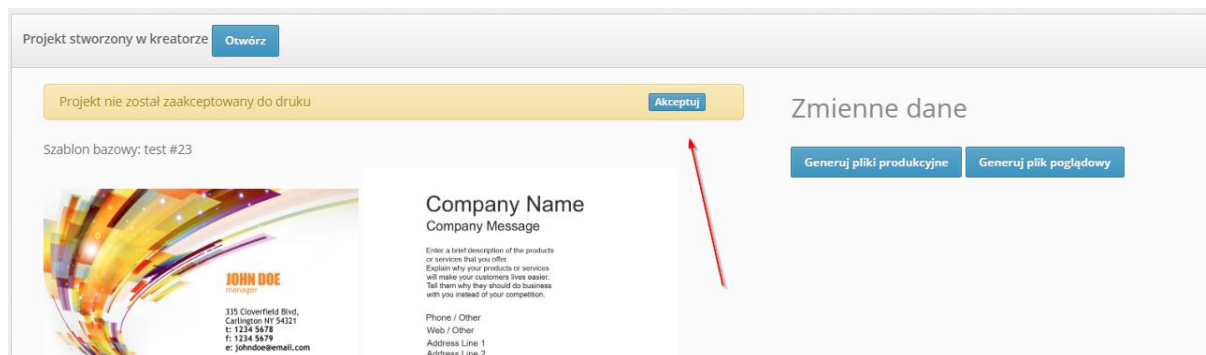 Projekt stworzony w kreatorze Otwórz
Projekt nie został zaakceptowany do druku Akceptuj
Zmienne dane
Szablon bazowy: test #23
Generuj pliki produkcyjne Generuj plik poglądowy
JOHN DOE
manager
335 Cloverfield Blvd,
Carlington NY 54321
t: 1234 5678
f: 1234 5679
e: johndoe@email.com
Company Name
Company Message
Enter a brief description of the products
or services that you offer.
Explain why your products or services
will make your customers lives easier.
Tell them why they should do business
with you instead of your competition.
Phone / Other
Web / Other
Address Line 1
Address Line 2